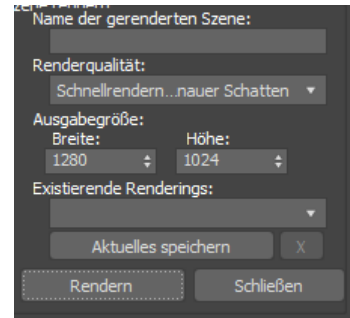 Name der gerenderten Szene:
Renderqualität:
Schnellrendern...nauer Schatten
Ausgabegröße:
Breite: Höhe:
1280 1024
Existierende Renderings:
Aktuelles speichern X
Rendern Schließen